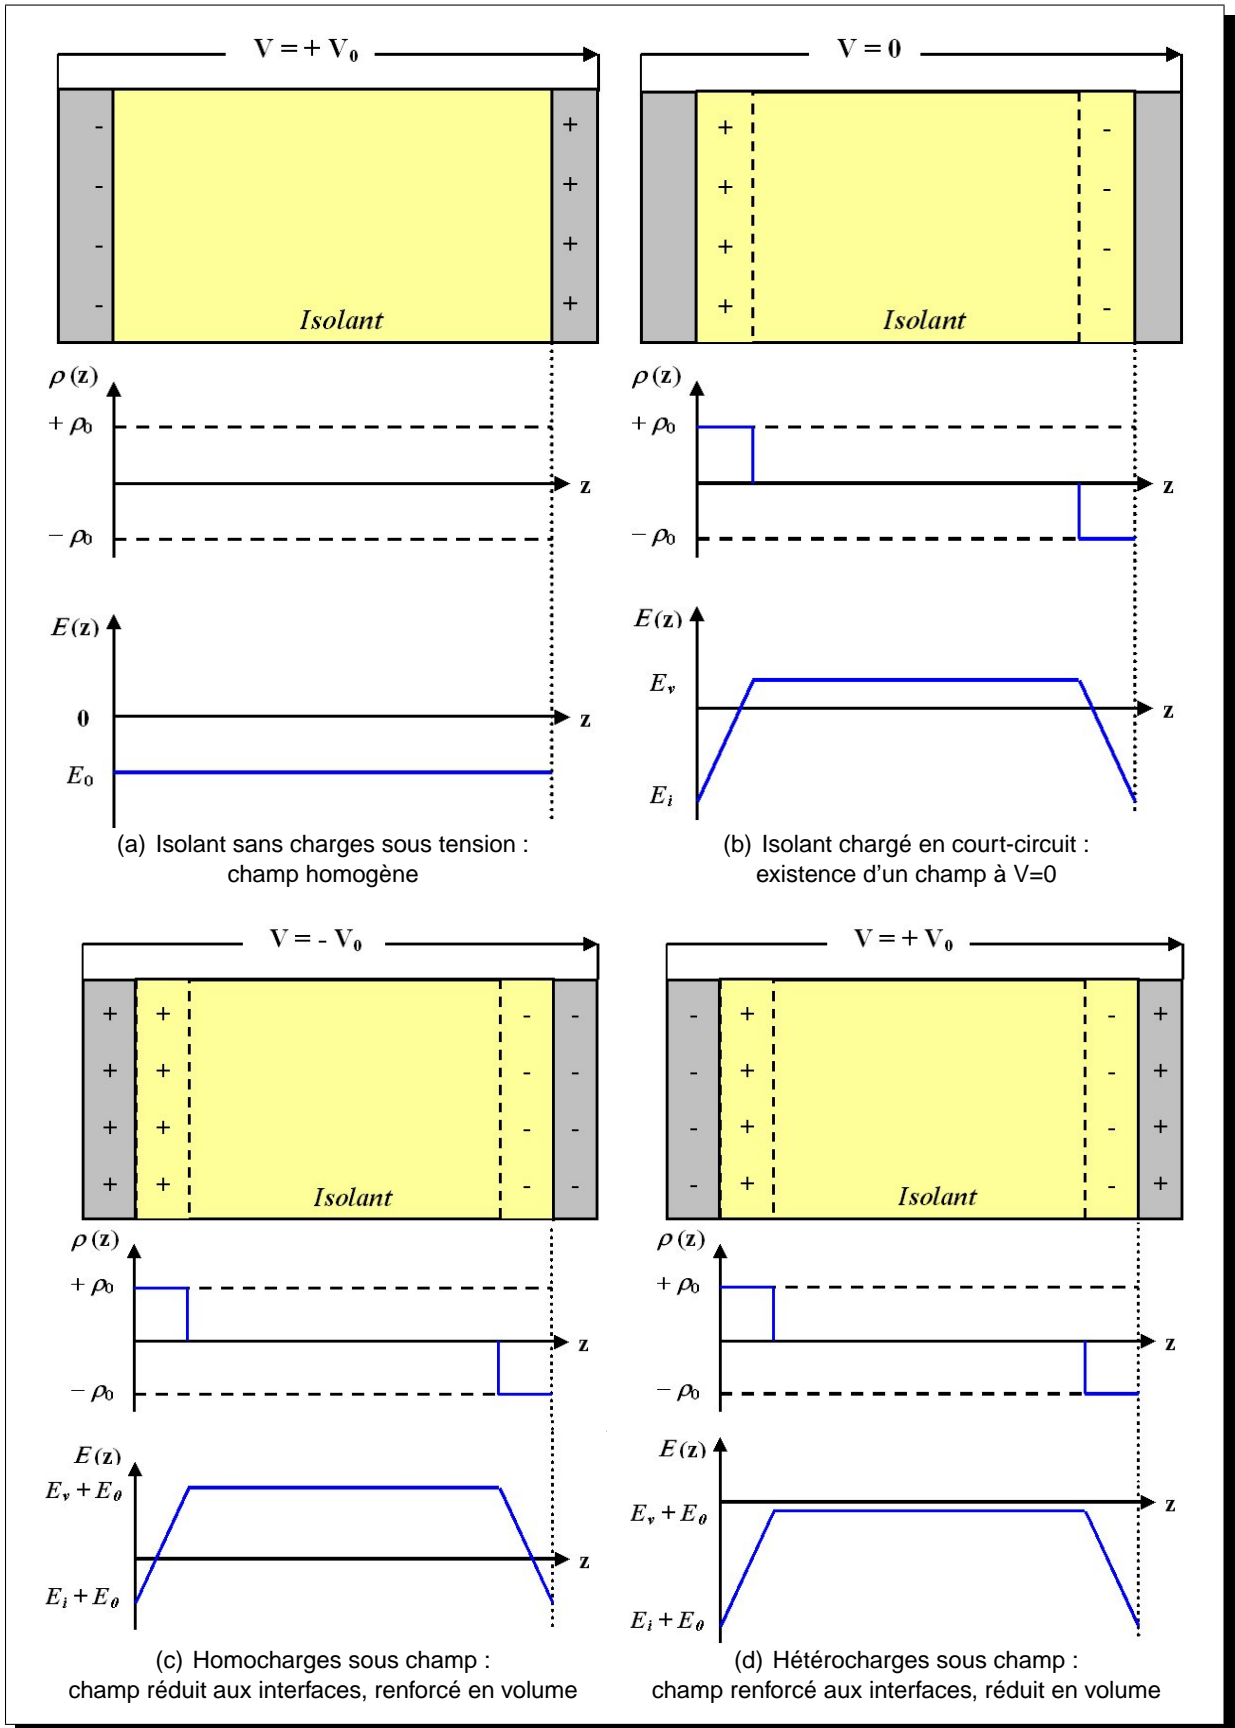 V = + V₀
V = 0
- +
- +
- +
- +
Isolant
+ -
+ -
+ -
+ -
Isolant
ρ (z)
+ ρ₀
z
− ρ₀
ρ (z)
+ ρ₀
z
− ρ₀
E (z)
0
z
E₀
E (z)
Eᵥ
z
Eᵢ
(a) Isolant sans charges sous tension :
champ homogène
(b) Isolant chargé en court-circuit :
existence d'un champ à V=0
V = - V₀
V = + V₀
+ + - -
+ + - -
+ + - -
+ + - -
Isolant
- + - +
- + - +
- + - +
- + - +
Isolant
ρ (z)
+ ρ₀
z
− ρ₀
ρ (z)
+ ρ₀
z
− ρ₀
E (z)
Eᵥ + E₀
z
Eᵢ + E₀
E (z)
z
Eᵥ + E₀
Eᵢ + E₀
(c) Homocharges sous champ :
champ réduit aux interfaces, renforcé en volume
(d) Hétérocharges sous champ :
champ renforcé aux interfaces, réduit en volume